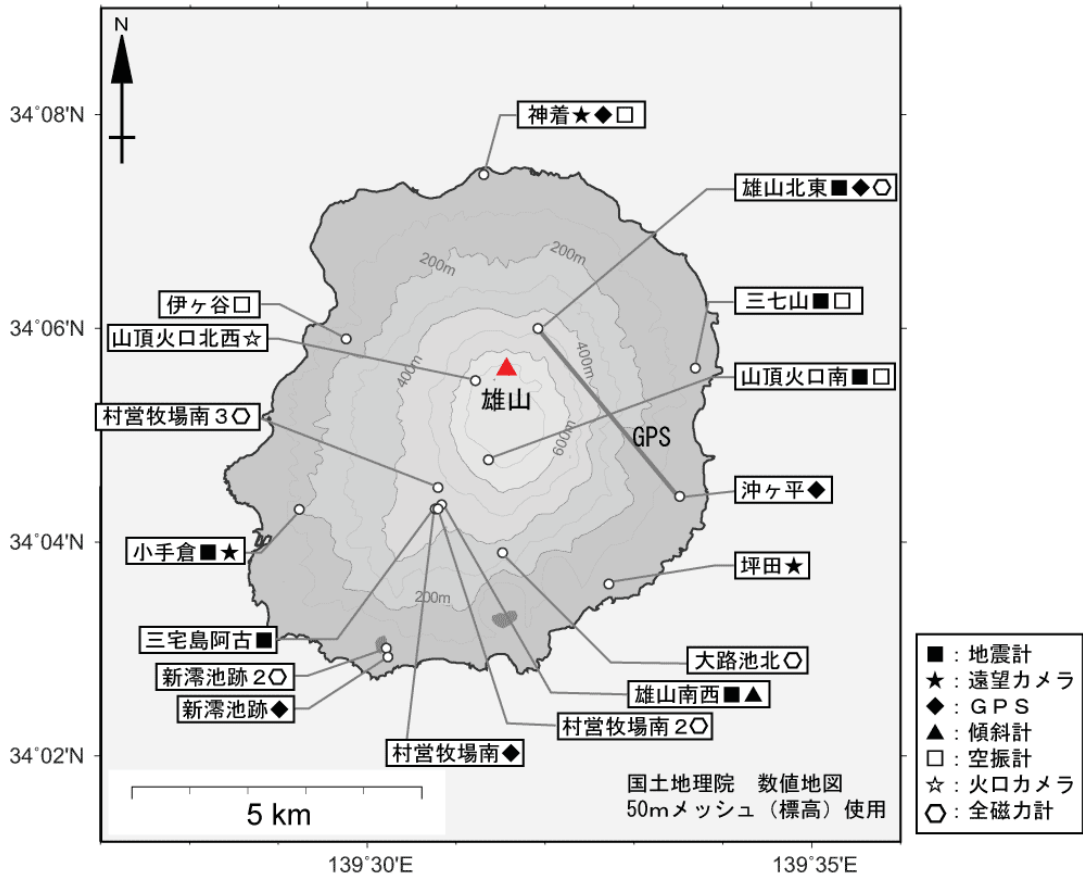 N
34°08'N
神着★◆□
雄山北東■◆⬡
200m
200m
伊ヶ谷□
三七山■□
34°06'N
山頂火口北西☆
400m
400m
山頂火口南■□
雄山
村営牧場南3⬡
600m
GPS
沖ヶ平◆
34°04'N
小手倉■★
坪田★
200m
三宅島阿古■
大路池北⬡
新澪池跡2⬡
雄山南西■▲
新澪池跡◆
村営牧場南2⬡
34°02'N
村営牧場南◆
■：地震計
★：遠望カメラ
◆：GPS
▲：傾斜計
□：空振計
☆：火口カメラ
⬡：全磁力計
国土地理院 数値地図
50mメッシュ（標高）使用
5 km
139°30'E
139°35'E